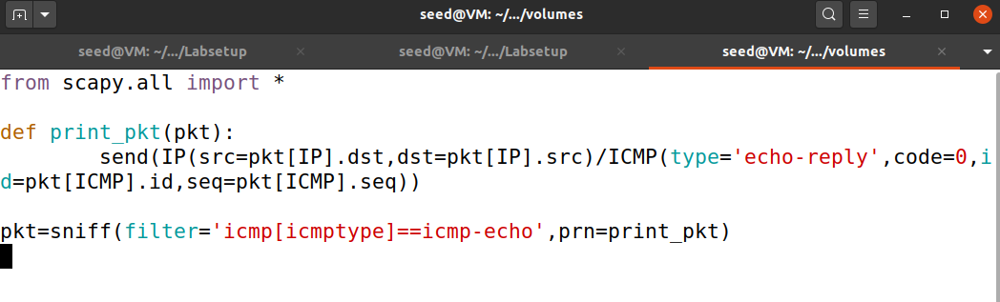 seed@VM: ~/.../volumes
seed@VM: ~/.../Labsetup
seed@VM: ~/.../Labsetup
seed@VM: ~/.../volumes
from scapy.all import *
def print_pkt(pkt):
        send(IP(src=pkt[IP].dst,dst=pkt[IP].src)/ICMP(type='echo-reply',code=0,i
d=pkt[ICMP].id,seq=pkt[ICMP].seq))
pkt=sniff(filter='icmp[icmptype]==icmp-echo',prn=print_pkt)